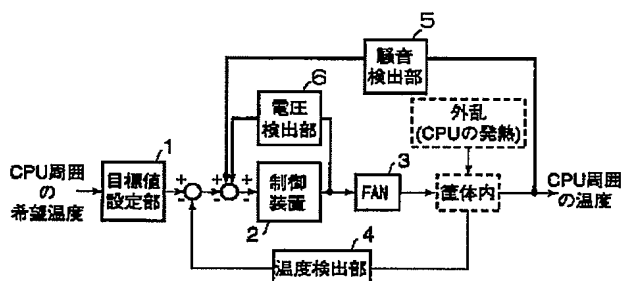 5
騒音
検出部
6
電圧
検出部
外乱
(CPUの発熱)
1
CPU周囲
の
希望温度
目標値
設定部
+
-
+
-
-
制御
装置
2
3
FAN
筐体内
CPU周囲
の温度
4
温度検出部